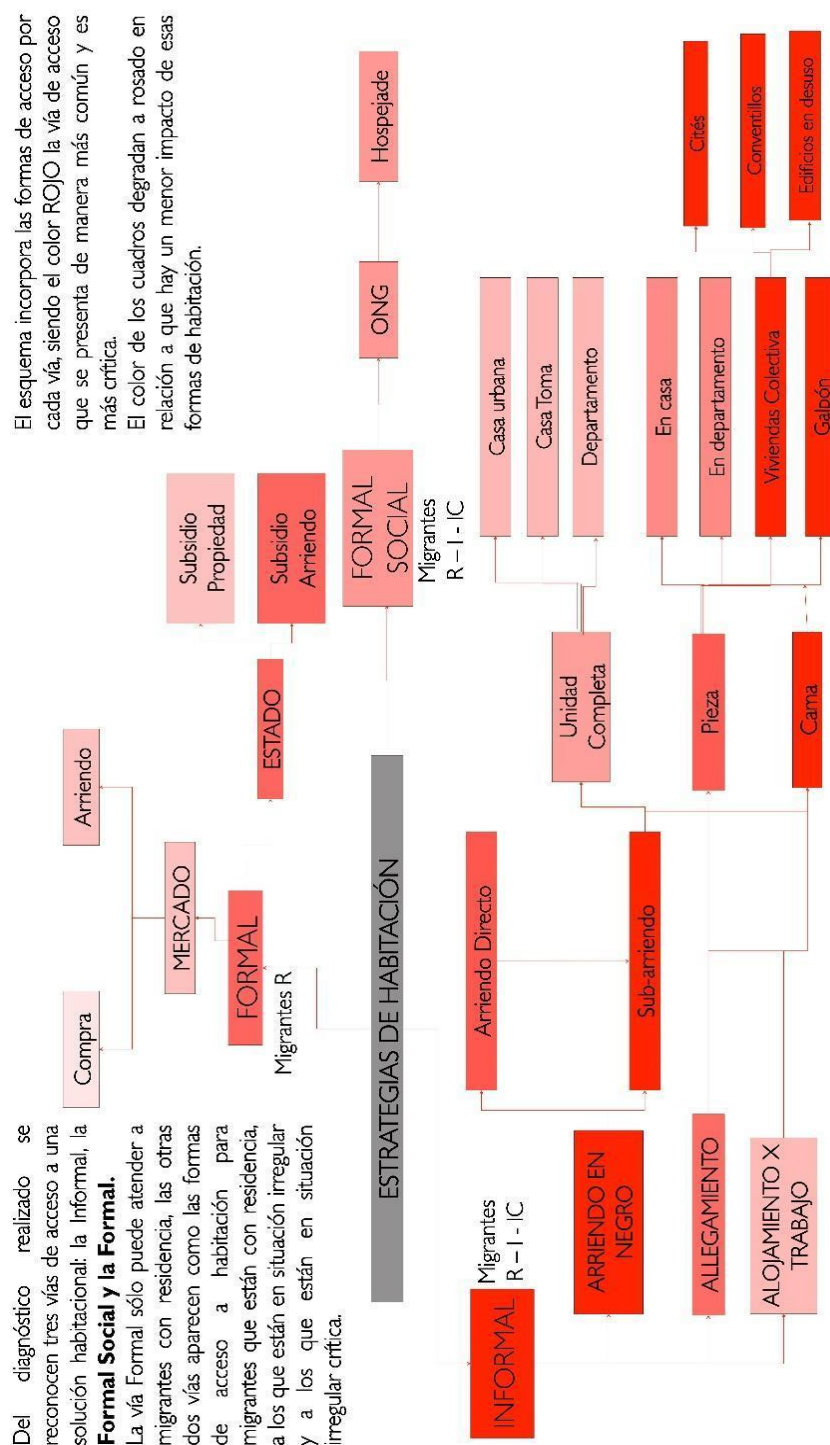 Del diagnóstico realizado se
reconocen tres vías de acceso a una
solución habitacional: la Informal, la
Formal Social y la Formal.
La vía Formal sólo puede atender a
migrantes con residencia, las otras
dos vías aparecen como las formas
de acceso a habitación para
migrantes que están con residencia,
a los que están en situación irregular
y a los que están en situación
irregular crítica.
El esquema incorpora las formas de acceso por
cada vía, siendo el color ROJO la vía de acceso
que se presenta de manera más común y es
más crítica.
El color de los cuadros degradan a rosado en
relación a que hay un menor impacto de esas
formas de habitación.
Compra
Arriendo
MERCADO
FORMAL
Migrantes R
ESTADO
Subsidio
Propiedad
Subsidio
Arriendo
ESTRATEGIAS DE HABITACIÓN
FORMAL
SOCIAL
Migrantes
R – I - IC
ONG
Hospejade
INFORMAL
Migrantes
R – I - IC
ARRIENDO EN
NEGRO
Arriendo Directo
Sub-arriendo
ALLEGAMIENTO
ALOJAMIENTO X
TRABAJO
Unidad
Completa
Pieza
Cama
Casa urbana
Casa Toma
Departamento
En casa
En departamento
Viviendas Colectiva
Galpón
Cités
Conventillos
Edificios en desuso